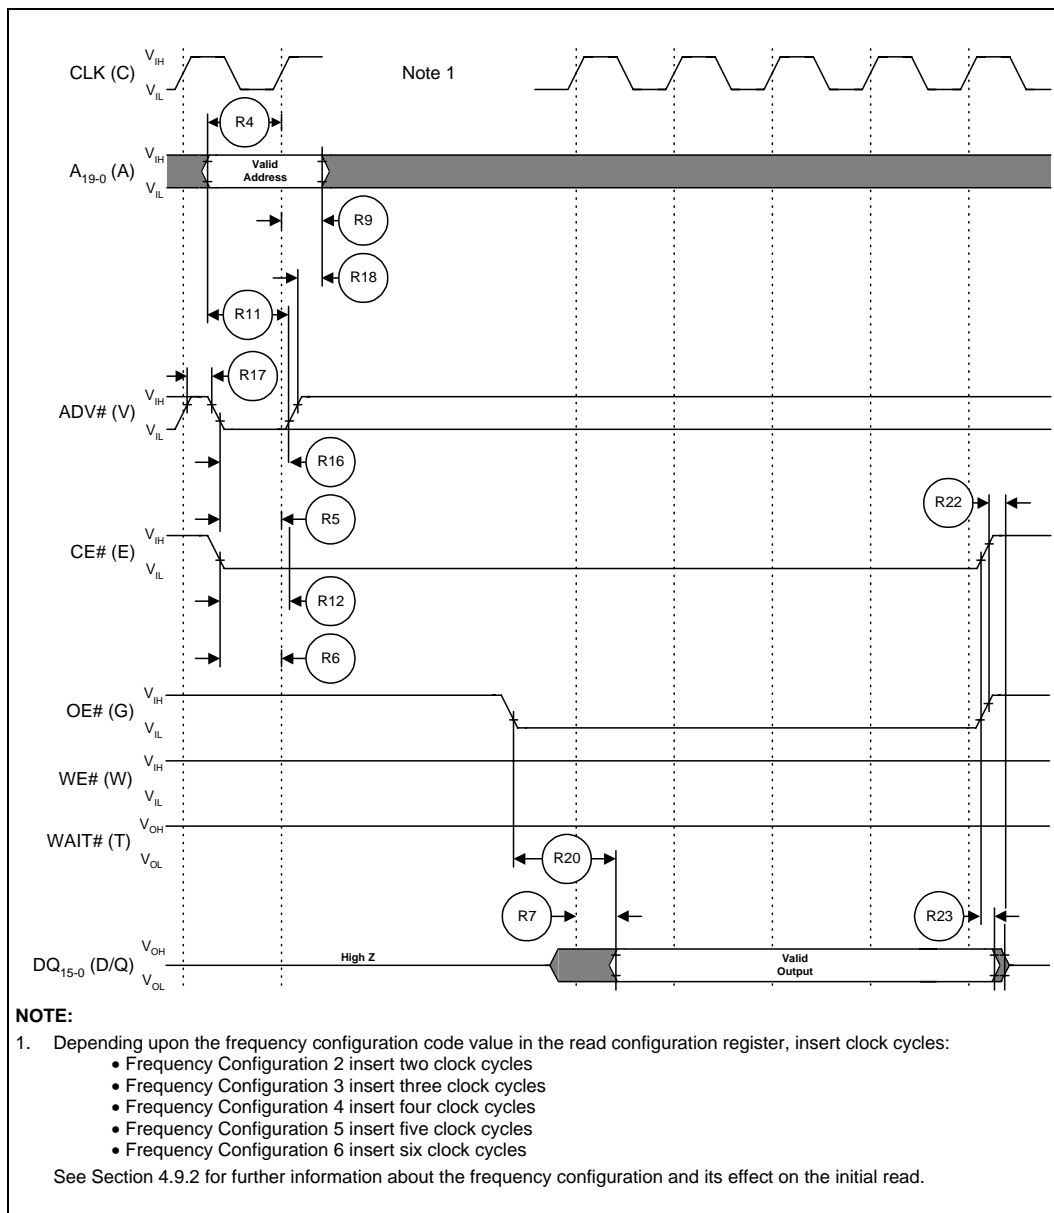 V_IH
CLK (C)
V_IL
Note 1
R4
V_IH
A_19-0 (A)
V_IL
Valid
Address
R9
R18
R11
R17
V_IH
ADV# (V)
V_IL
R16
R22
R5
V_IH
CE# (E)
V_IL
R12
R6
V_IH
OE# (G)
V_IL
V_IH
WE# (W)
V_IL
V_OH
WAIT# (T)
V_OL
R20
R7
R23
V_OH
DQ_15-0 (D/Q)
V_OL
High Z
Valid
Output
NOTE:
1. Depending upon the frequency configuration code value in the read configuration register, insert clock cycles:
• Frequency Configuration 2 insert two clock cycles
• Frequency Configuration 3 insert three clock cycles
• Frequency Configuration 4 insert four clock cycles
• Frequency Configuration 5 insert five clock cycles
• Frequency Configuration 6 insert six clock cycles
See Section 4.9.2 for further information about the frequency configuration and its effect on the initial read.